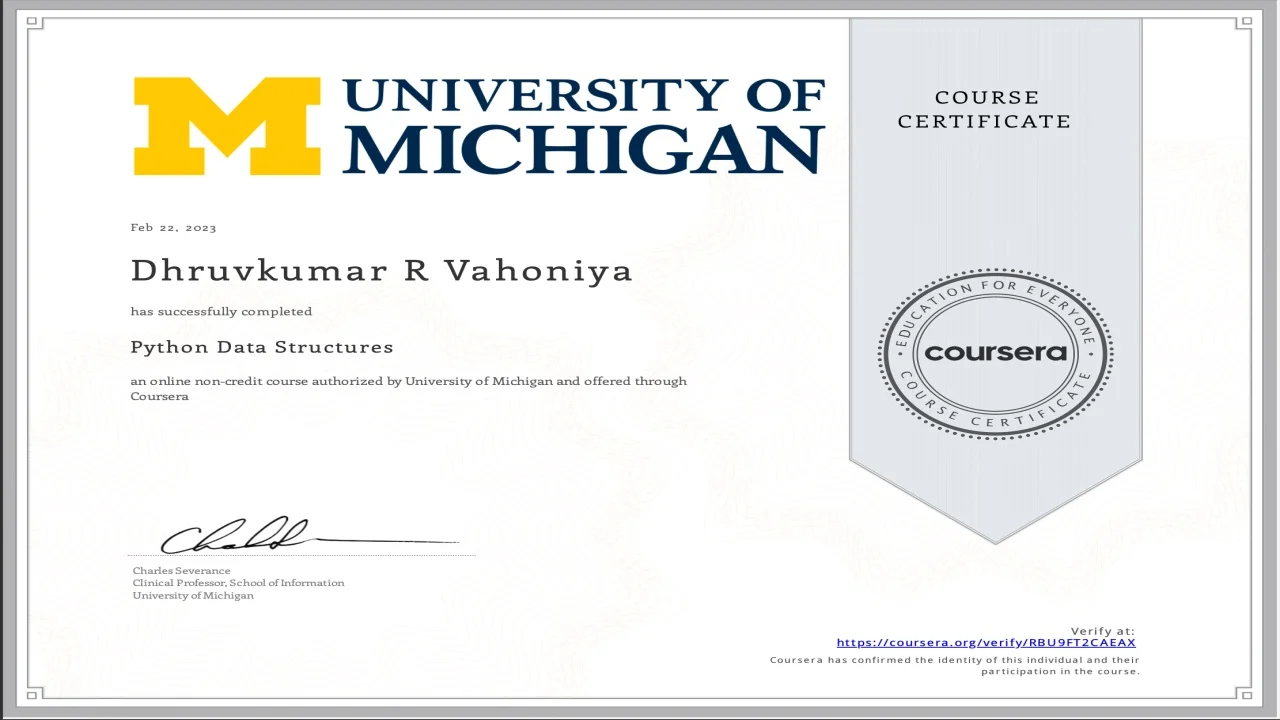 UNIVERSITY OF
MICHIGAN
COURSE
CERTIFICATE
Feb 22, 2023
Dhruvkumar R Vahoniya
has successfully completed
Python Data Structures
an online non-credit course authorized by University of Michigan and offered through
Coursera
EDUCATION FOR EVERYONE
coursera
COURSE CERTIFICATE
Charles Severance
Clinical Professor, School of Information
University of Michigan
Verify at:
https://coursera.org/verify/RBU9FT2CAEAX
Coursera has confirmed the identity of this individual and their
participation in the course.